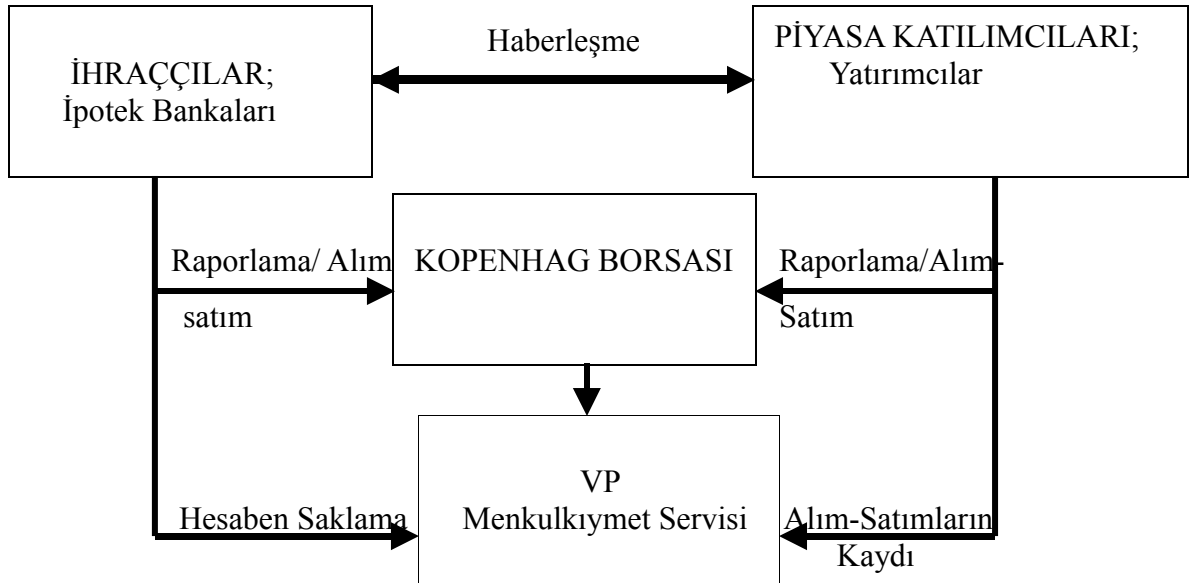 Haberleşme
İHRAÇÇILAR;
İpotek Bankaları
PİYASA KATILIMCILARI;
Yatırımcılar
Raporlama/ Alım
satım
KOPENHAG BORSASI
Raporlama/Alım-
Satım
VP
Menkulkıymet Servisi
Hesaben Saklama
Alım-Satımların
Kaydı